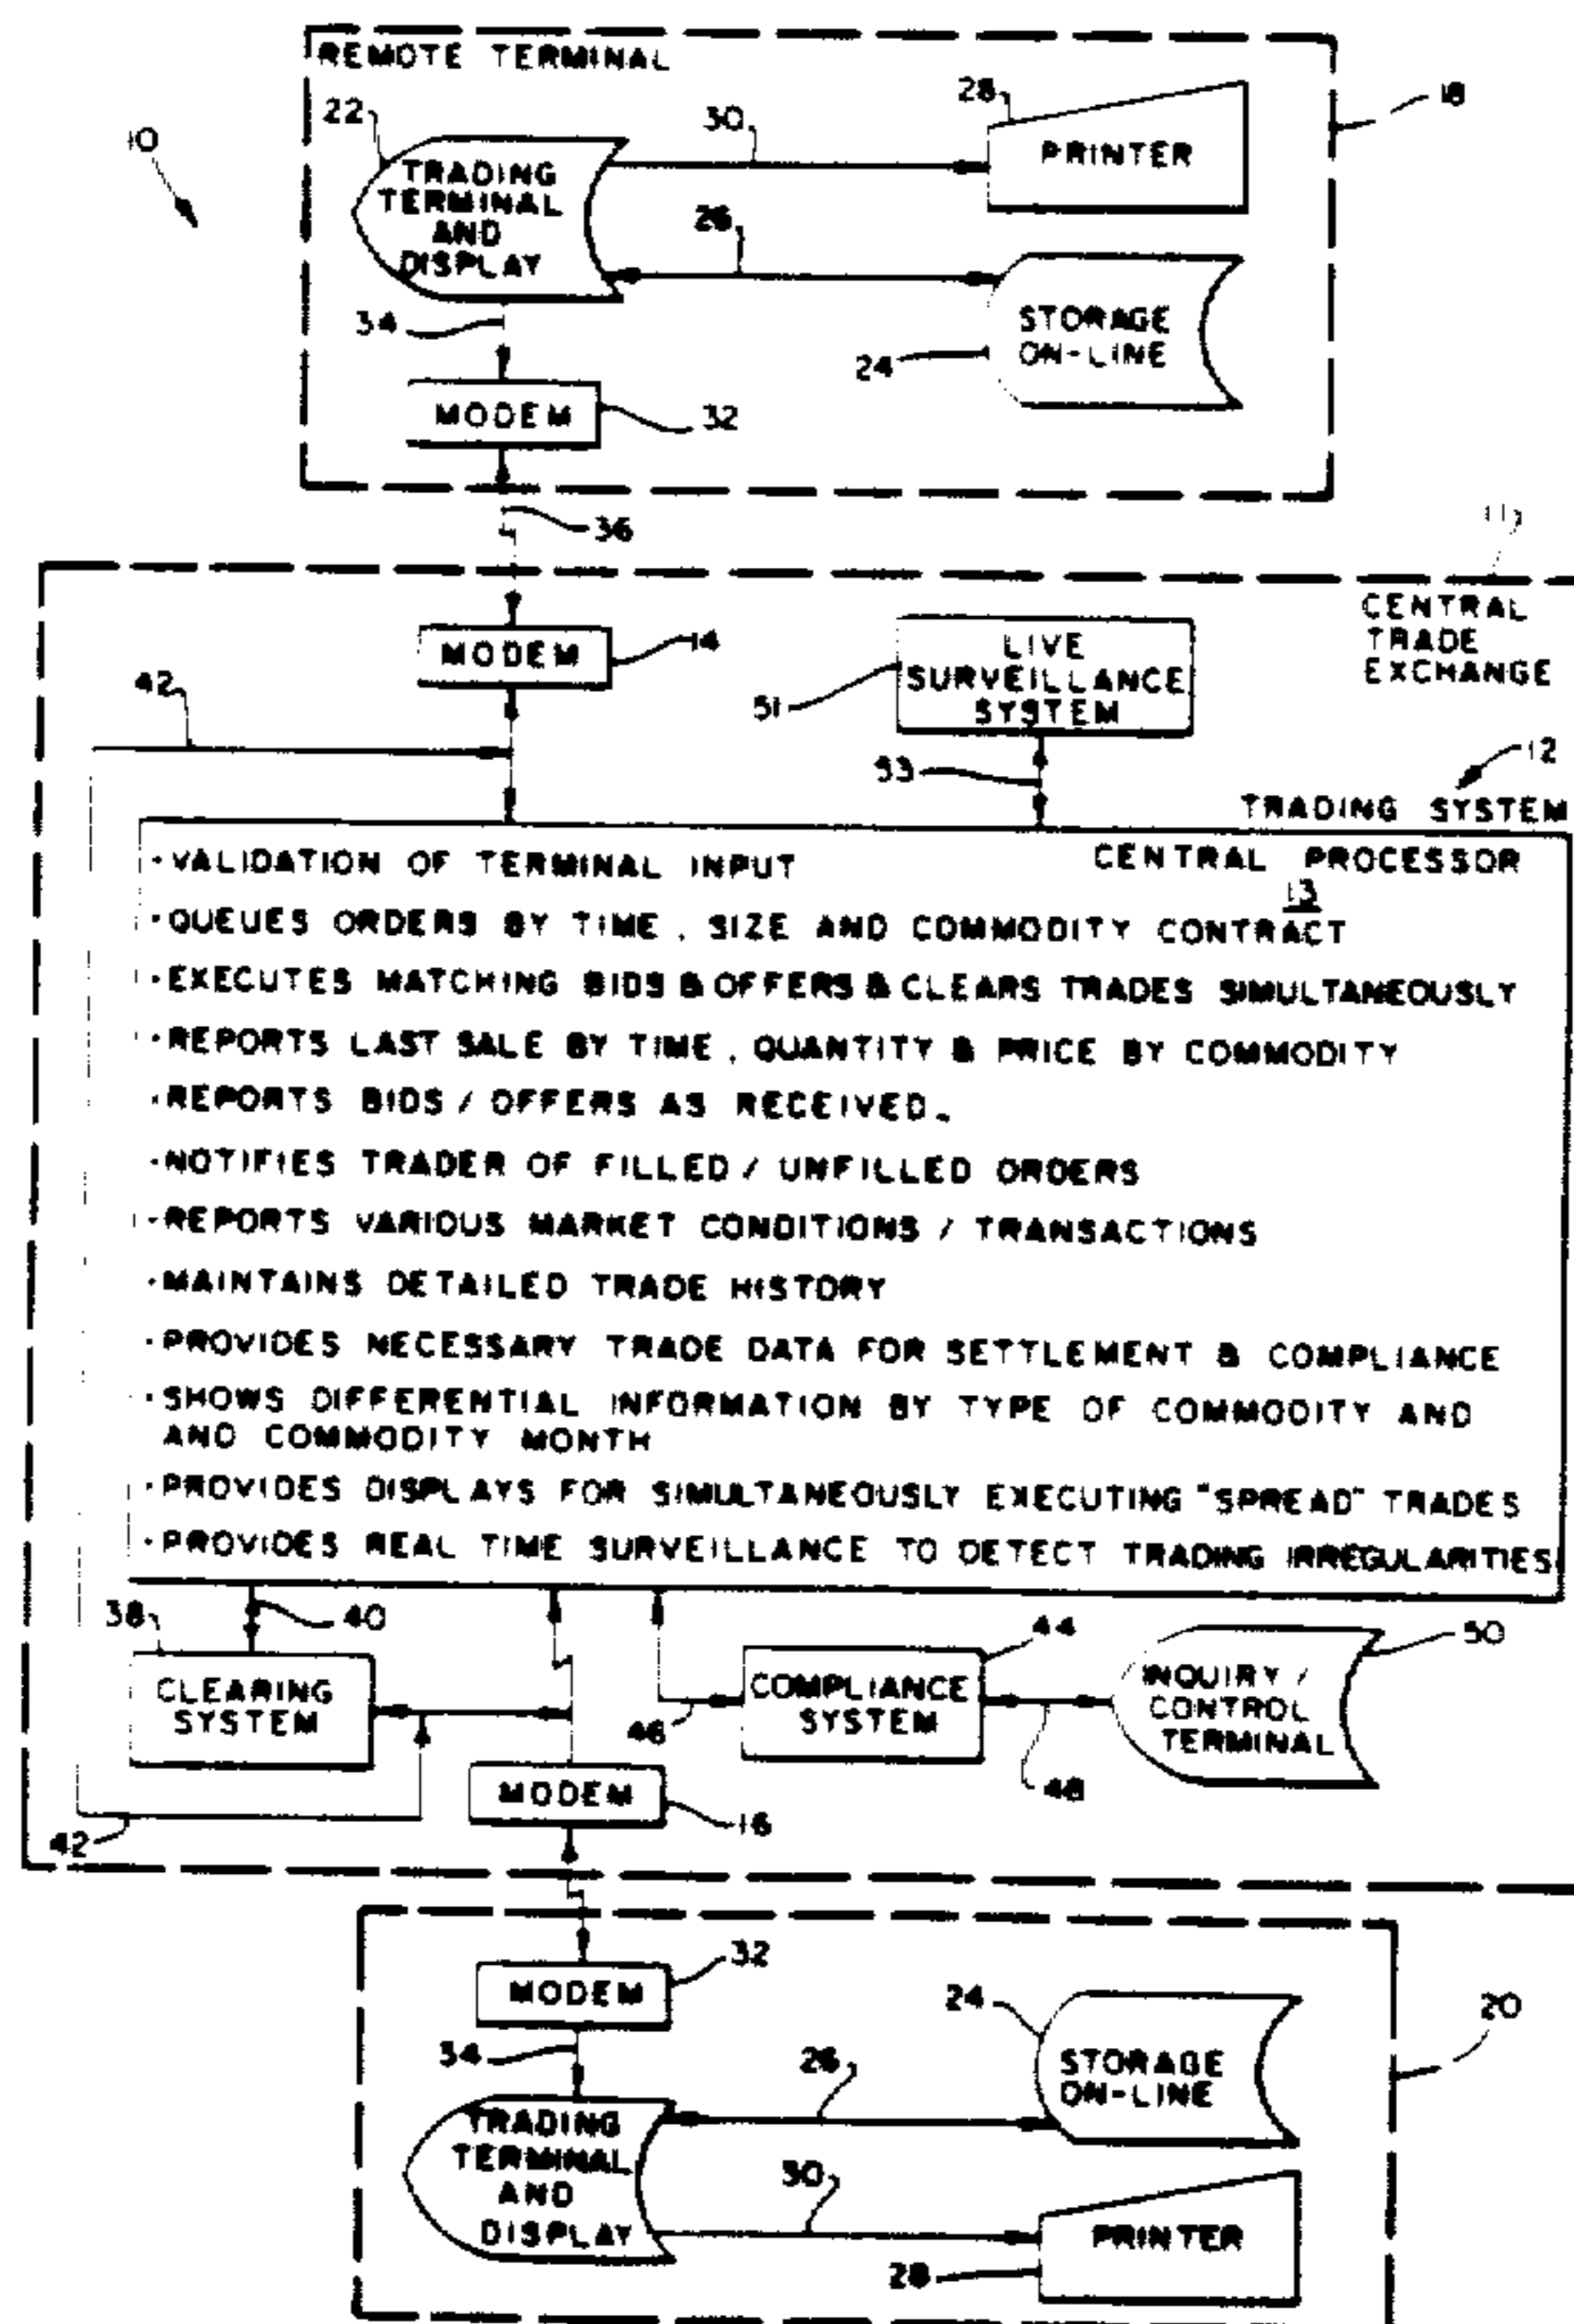 REMOTE TERMINAL
10
22
TRADING
TERMINAL
AND
DISPLAY
30
28
PRINTER
18
26
34
24
STORAGE
ON-LINE
MODEM
32
36
11
CENTRAL
TRADE
EXCHANGE
MODEM
14
LIVE
SURVEILLANCE
SYSTEM
51
42
53
12
TRADING SYSTEM
CENTRAL PROCESSOR
13
·VALIDATION OF TERMINAL INPUT
·QUEUES ORDERS BY TIME, SIZE AND COMMODITY CONTRACT
·EXECUTES MATCHING BIDS & OFFERS & CLEARS TRADES SIMULTANEOUSLY
·REPORTS LAST SALE BY TIME, QUANTITY & PRICE BY COMMODITY
·REPORTS BIDS / OFFERS AS RECEIVED.
·NOTIFIES TRADER OF FILLED / UNFILLED ORDERS
·REPORTS VARIOUS MARKET CONDITIONS / TRANSACTIONS
·MAINTAINS DETAILED TRADE HISTORY
·PROVIDES NECESSARY TRADE DATA FOR SETTLEMENT & COMPLIANCE
·SHOWS DIFFERENTIAL INFORMATION BY TYPE OF COMMODITY AND
AND COMMODITY MONTH
·PROVIDES DISPLAYS FOR SIMULTANEOUSLY EXECUTING "SPREAD" TRADES
·PROVIDES REAL TIME SURVEILLANCE TO DETECT TRADING IRREGULARITIES
38
40
CLEARING
SYSTEM
44
COMPLIANCE
SYSTEM
46
50
INQUIRY /
CONTROL
TERMINAL
48
MODEM
16
42
MODEM
32
34
24
STORAGE
ON-LINE
20
26
TRADING
TERMINAL
AND
DISPLAY
30
PRINTER
28